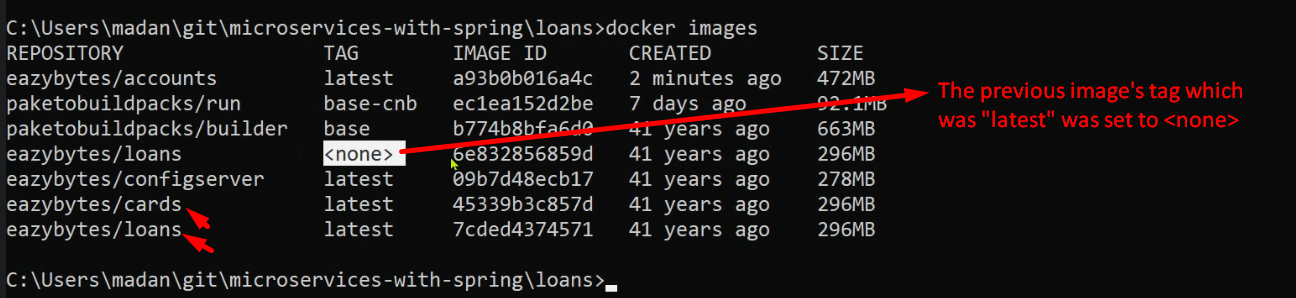 C:\Users\madan\git\microservices-with-spring\loans>docker images
REPOSITORY TAG IMAGE ID CREATED SIZE
eazybytes/accounts latest a93b0b016a4c 2 minutes ago 472MB
paketobuildpacks/run base-cnb ec1ea152d2be 7 days ago 92.1MB
paketobuildpacks/builder base b774b8bfa6d0 41 years ago 663MB
eazybytes/loans <none> 6e832856859d 41 years ago 296MB
eazybytes/configserver latest 09b7d48ecb17 41 years ago 278MB
eazybytes/cards latest 45339b3c857d 41 years ago 296MB
eazybytes/loans latest 7cded4374571 41 years ago 296MB
The previous image's tag which
was "latest" was set to <none>
C:\Users\madan\git\microservices-with-spring\loans>